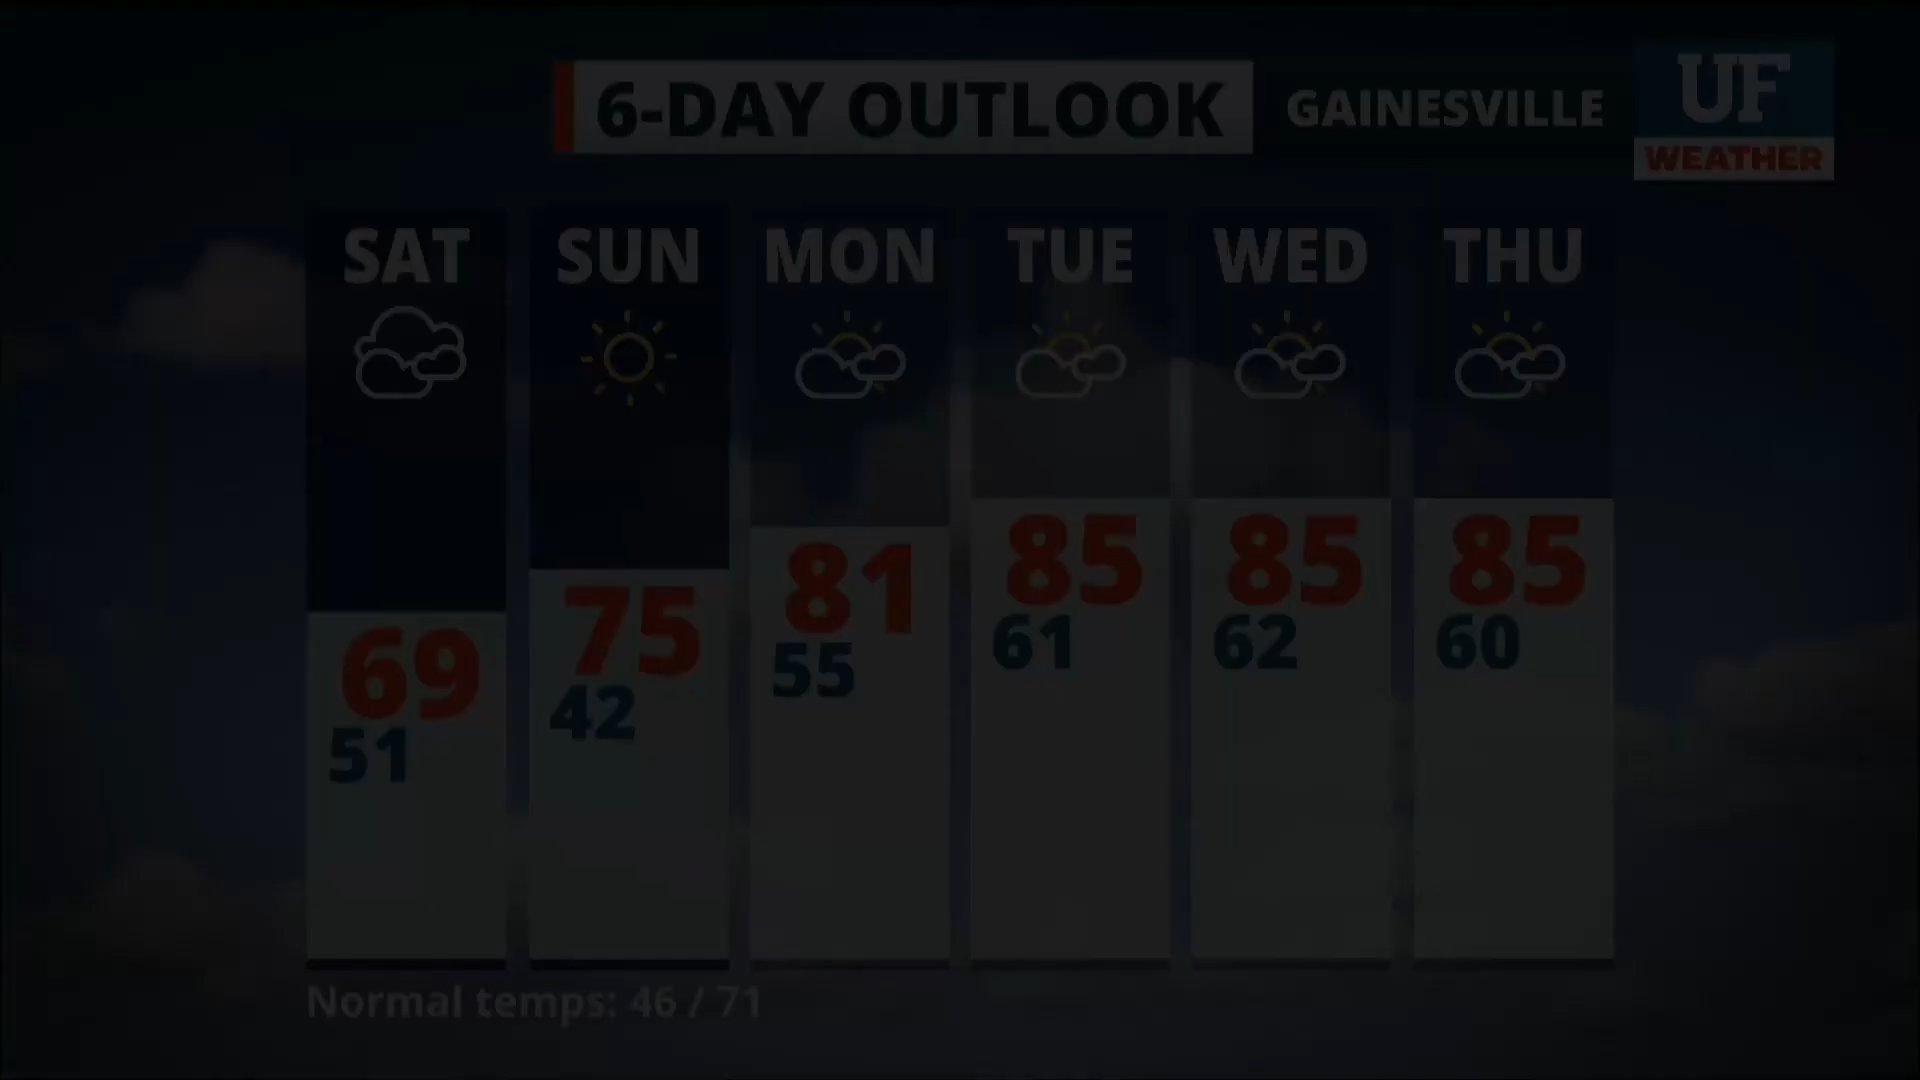 6-DAY OUTLOOK GAINESVILLE UF
WEATHER
SAT SUN MON TUE WED THU
69 75 81 85 85 85
51 42 55 61 62 60
Normal temps: 46 / 71